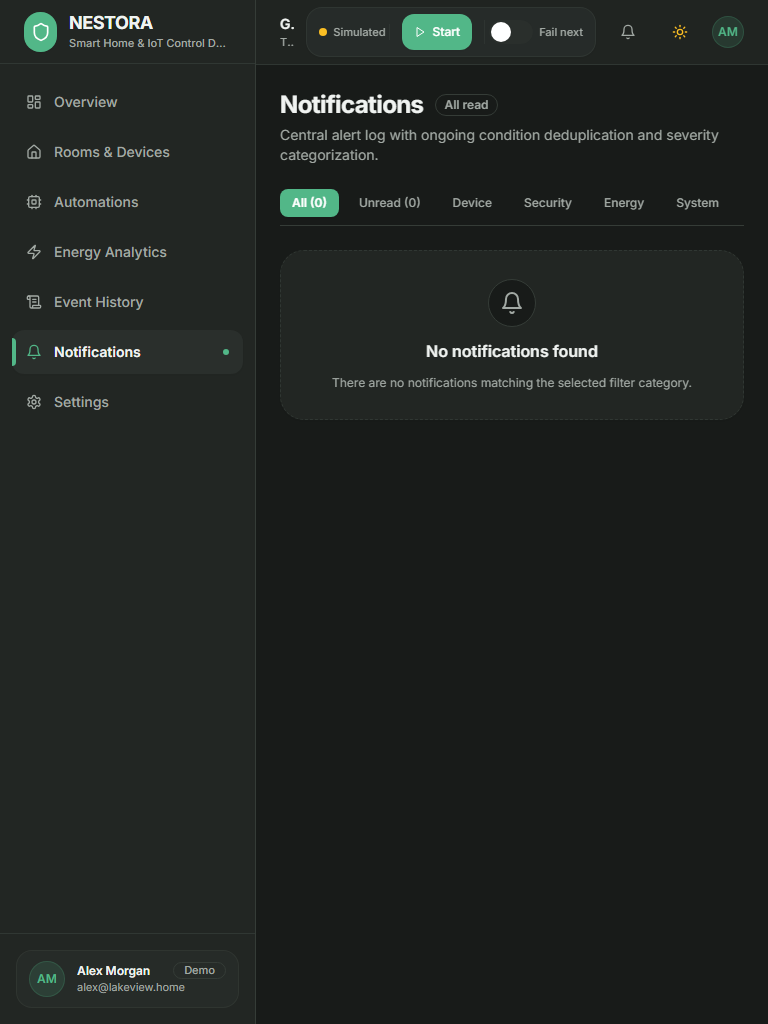 NESTORA
Smart Home & IoT Control D...
Overview
Rooms & Devices
Automations
Energy Analytics
Event History
Notifications
Settings
AM
Alex Morgan
Demo
alex@lakeview.home
G.
T..
Simulated
Start
Fail next
AM
Notifications
All read
Central alert log with ongoing condition deduplication and severity
categorization.
All (0)
Unread (0)
Device
Security
Energy
System
No notifications found
There are no notifications matching the selected filter category.